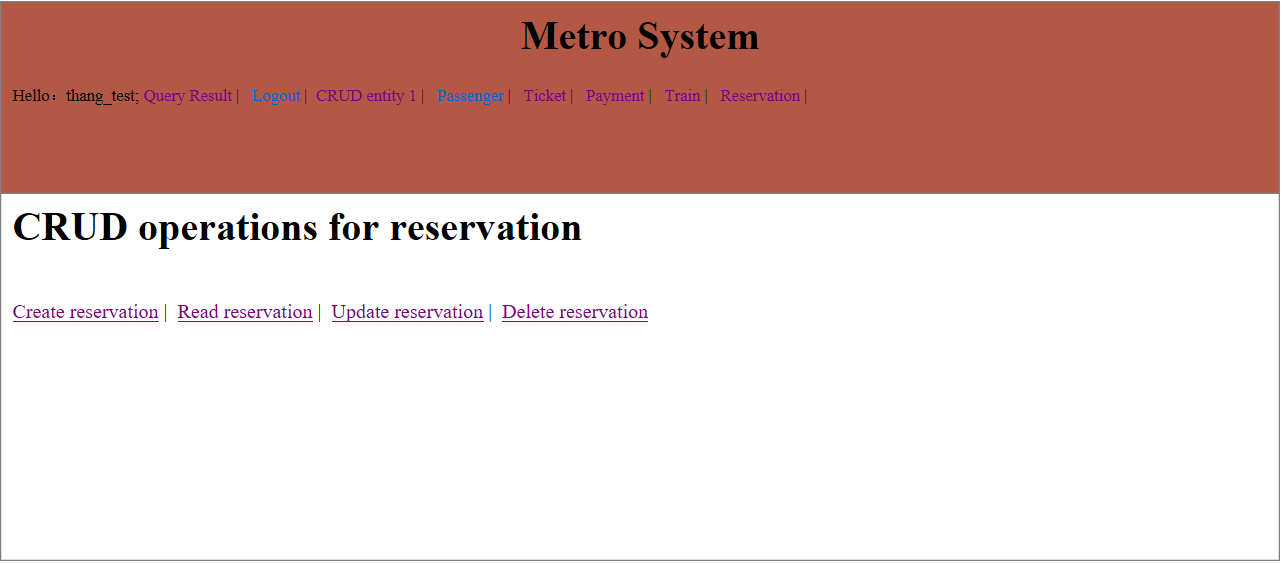 Metro System
Hello：thang_test; Query Result | Logout | CRUD entity 1 | Passenger | Ticket | Payment | Train | Reservation |
CRUD operations for reservation
Create reservation | Read reservation | Update reservation | Delete reservation